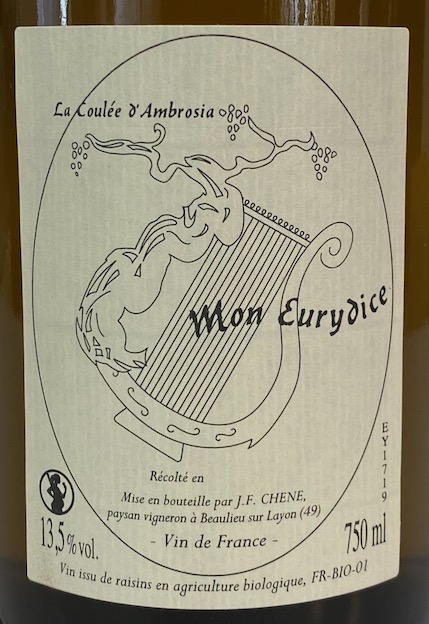 La Coulée d'Ambrosia
Mon Eurydice
EY1719
Récolté en
Mise en bouteille par J.F. CHENE,
paysan vigneron à Beaulieu sur Layon (49)
13,5 % vol.
- Vin de France -
750 ml
Vin issu de raisins en agriculture biologique, FR-BIO-01